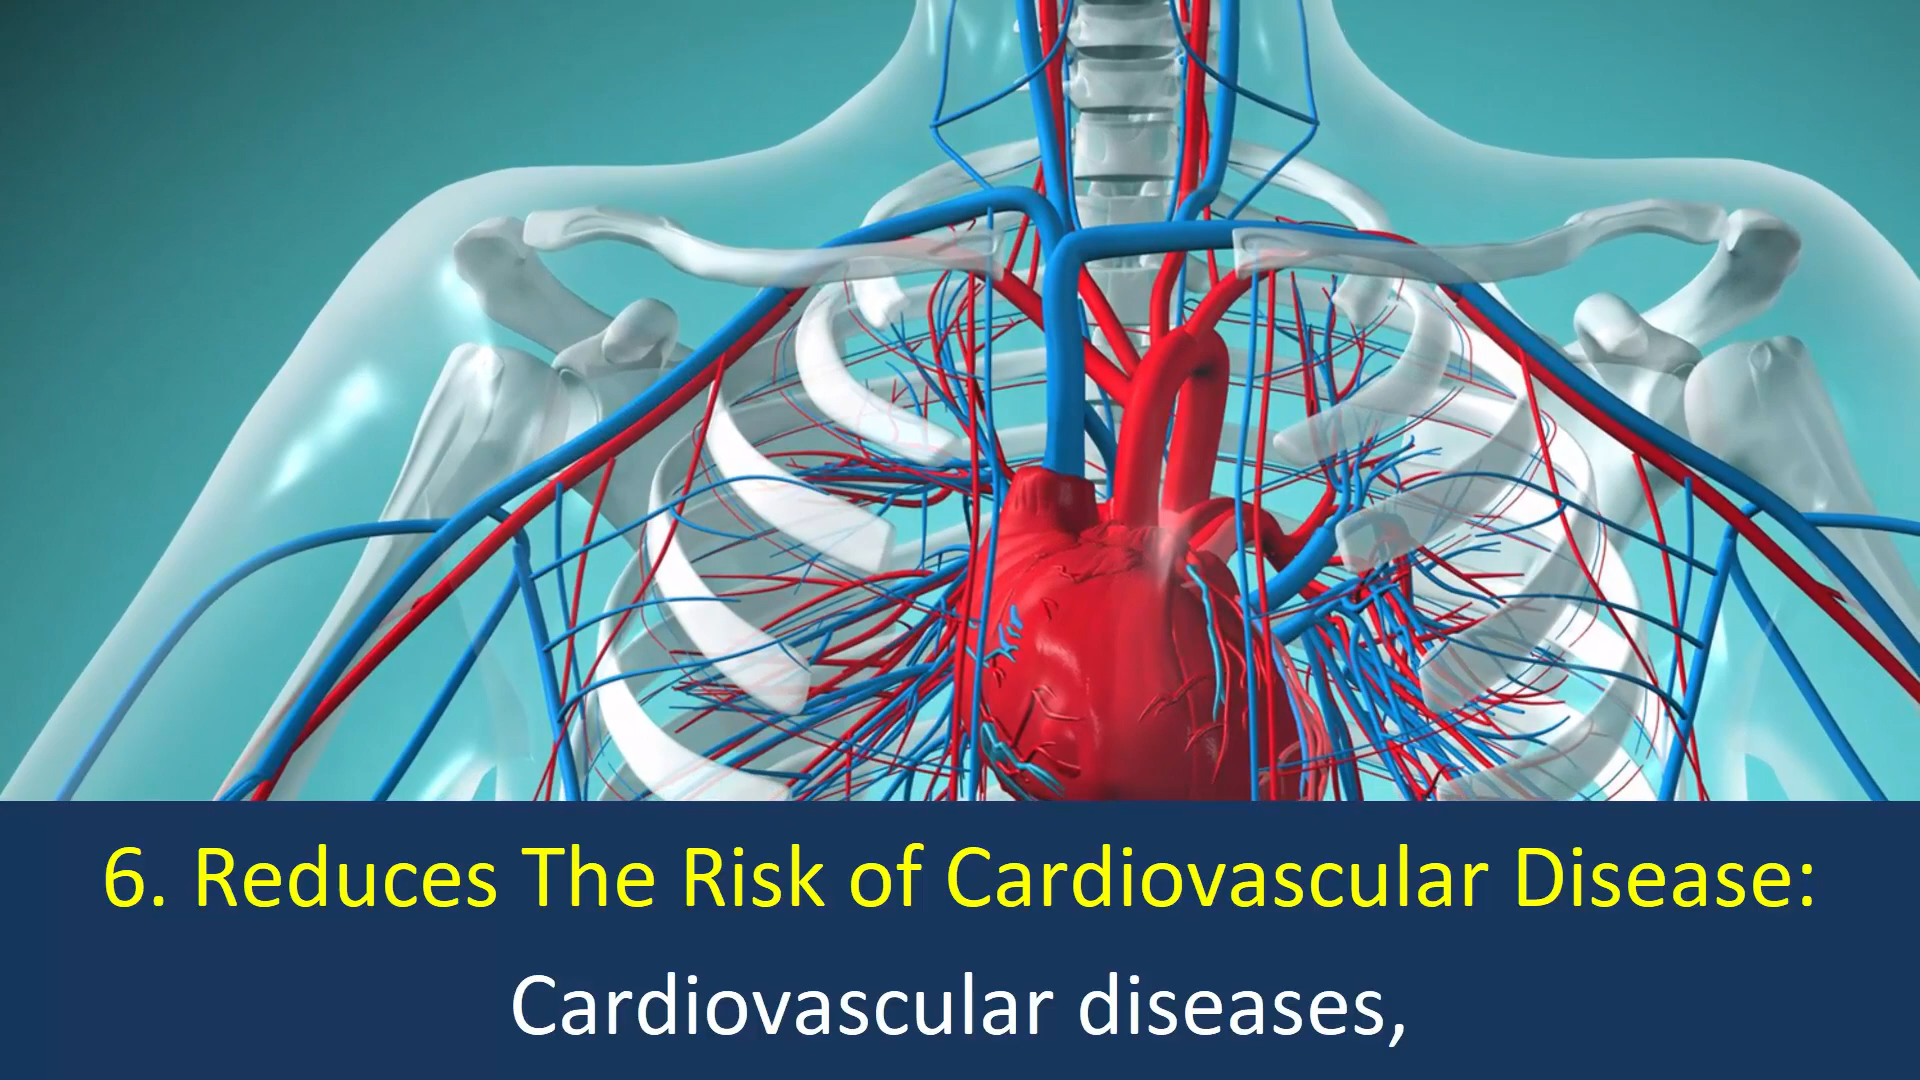 6. Reduces The Risk of Cardiovascular Disease:
Cardiovascular diseases,